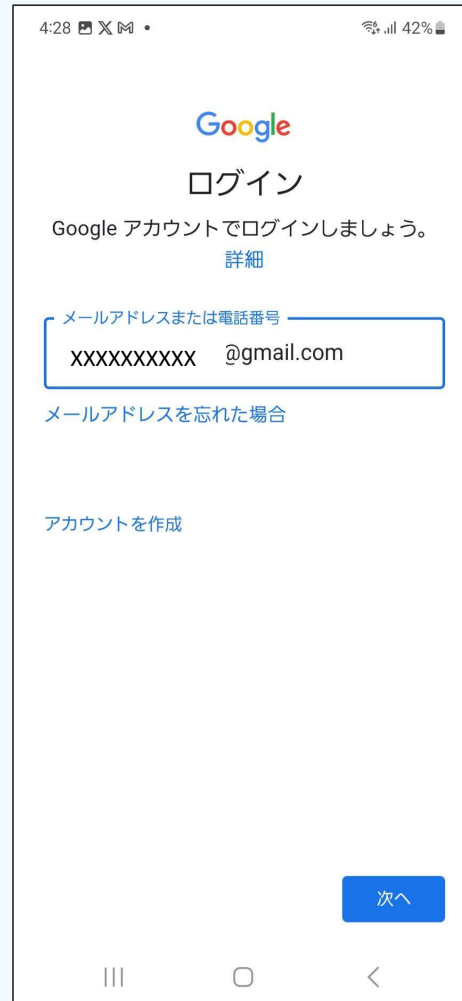 4:28 42%
Google
ログイン
Google アカウントでログインしましょう。
詳細
メールアドレスまたは電話番号
xxxxxxxxxx @gmail.com
メールアドレスを忘れた場合
アカウントを作成
次へ